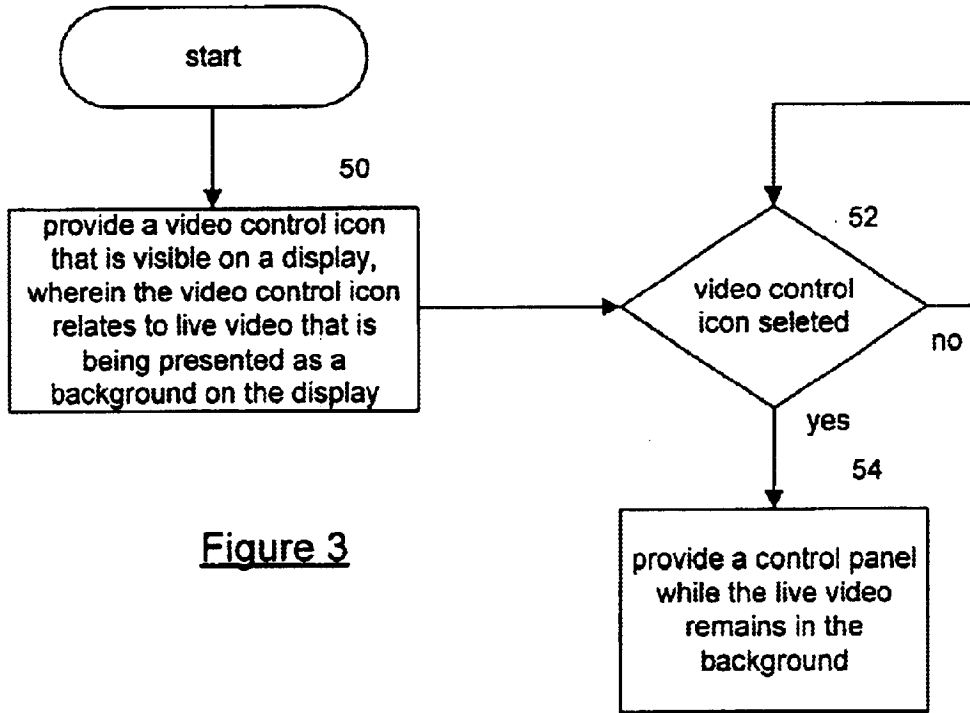 start
50
provide a video control icon
that is visible on a display,
wherein the video control icon
relates to live video that is
being presented as a
background on the display
52
video control
icon seleted
no
yes
54
provide a control panel
while the live video
remains in the
background
Figure 3